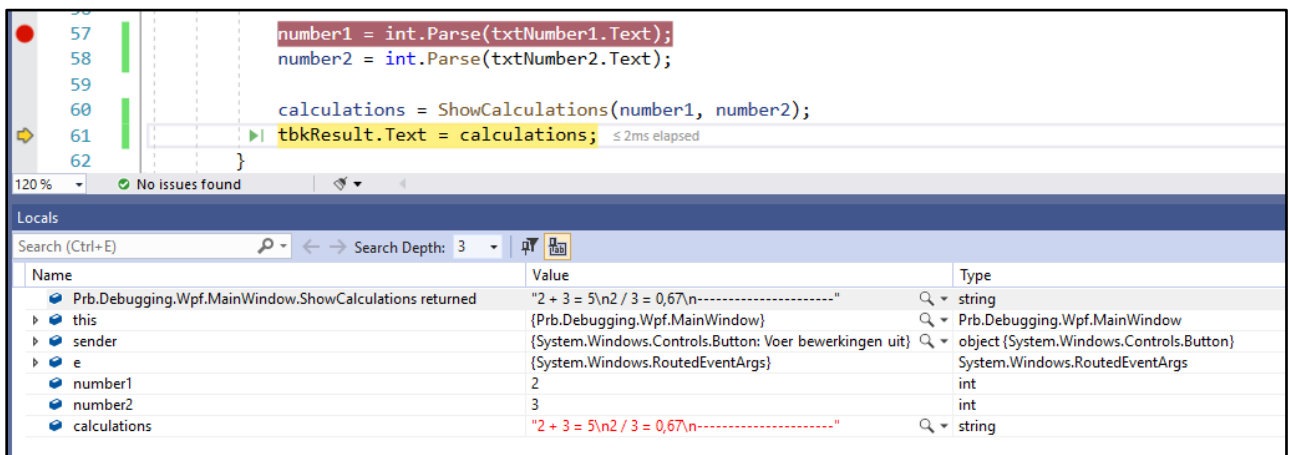 57 number1 = int.Parse(txtNumber1.Text);
58 number2 = int.Parse(txtNumber2.Text);
59
60 calculations = ShowCalculations(number1, number2);
61 tbkResult.Text = calculations; ≤ 2ms elapsed
62 }
120 % No issues found
Locals
Search (Ctrl+E) Search Depth: 3
Name Value Type
Prb.Debugging.Wpf.MainWindow.ShowCalculations returned "2 + 3 = 5\n2 / 3 = 0,67\n-----------------------" string
this {Prb.Debugging.Wpf.MainWindow} Prb.Debugging.Wpf.MainWindow
sender {System.Windows.Controls.Button: Voer bewerkingen uit} object {System.Windows.Controls.Button}
e {System.Windows.RoutedEventArgs} System.Windows.RoutedEventArgs
number1 2 int
number2 3 int
calculations "2 + 3 = 5\n2 / 3 = 0,67\n-----------------------" string